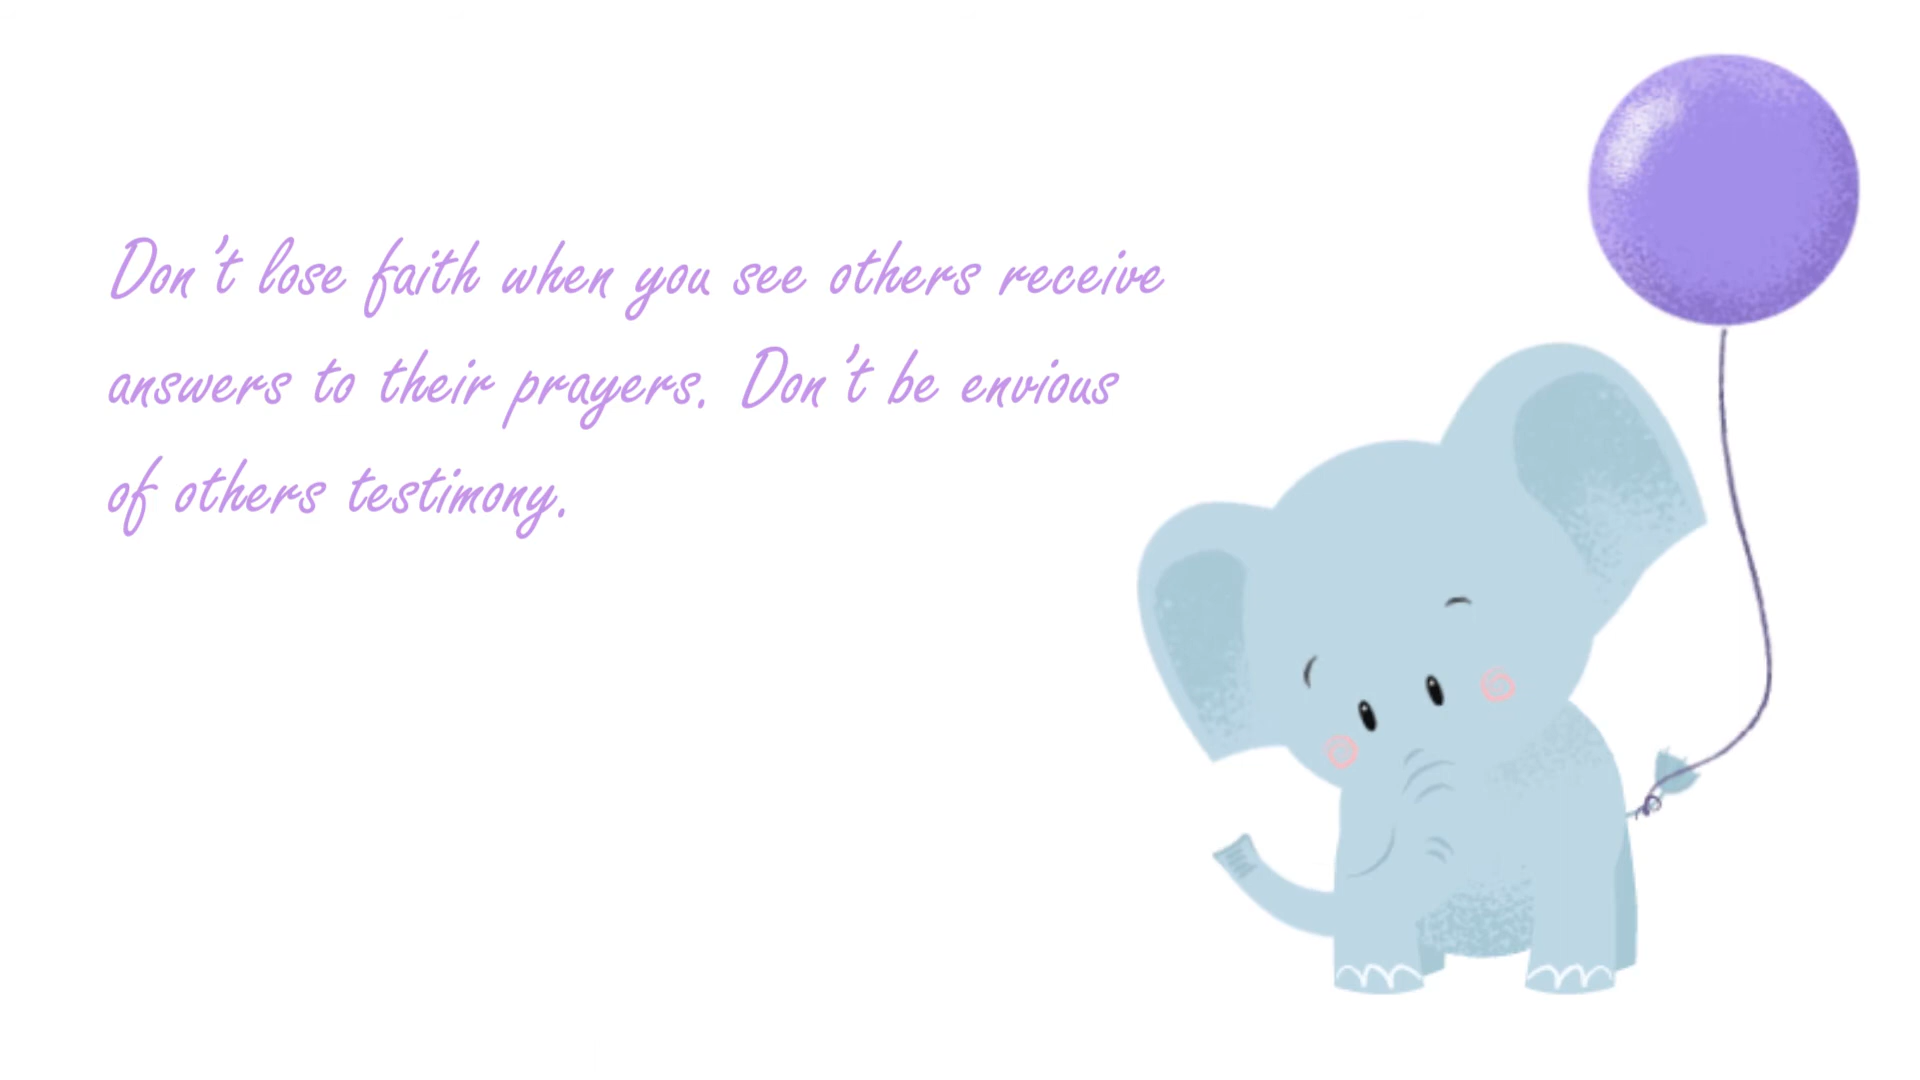 Don't lose faith when you see others receive
answers to their prayers. Don't be envious
of others testimony.